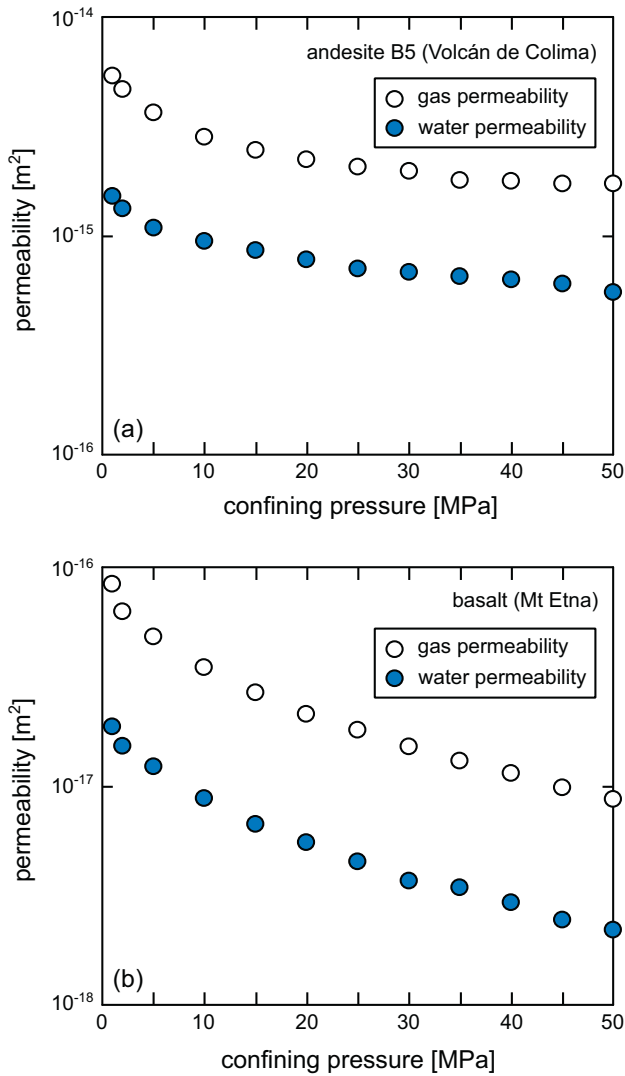 10-14
andesite B5 (Volcán de Colima)
gas permeability
water permeability
permeability [m2]
10-15
(a)
10-16
0 10 20 30 40 50
confining pressure [MPa]
10-16
basalt (Mt Etna)
gas permeability
water permeability
permeability [m2]
10-17
(b)
10-18
0 10 20 30 40 50
confining pressure [MPa]